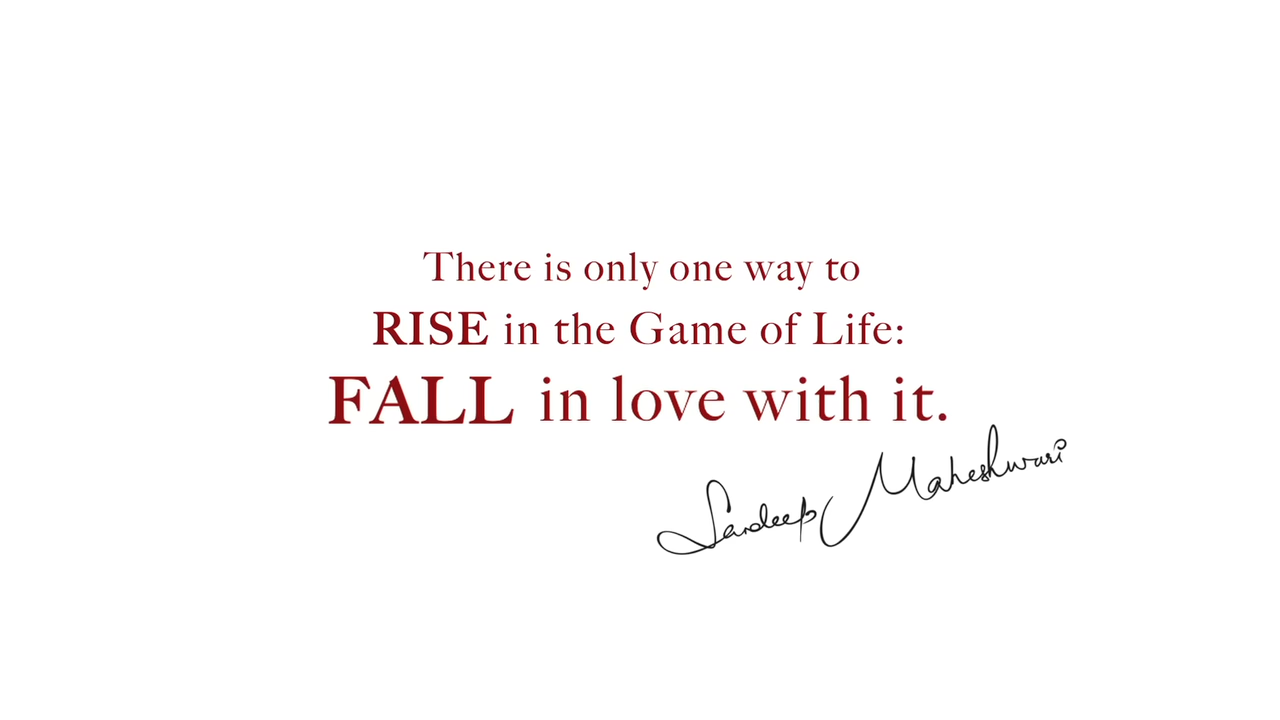 There is only one way to
RISE in the Game of Life:
FALL in love with it.
Sandeep Maheshwari